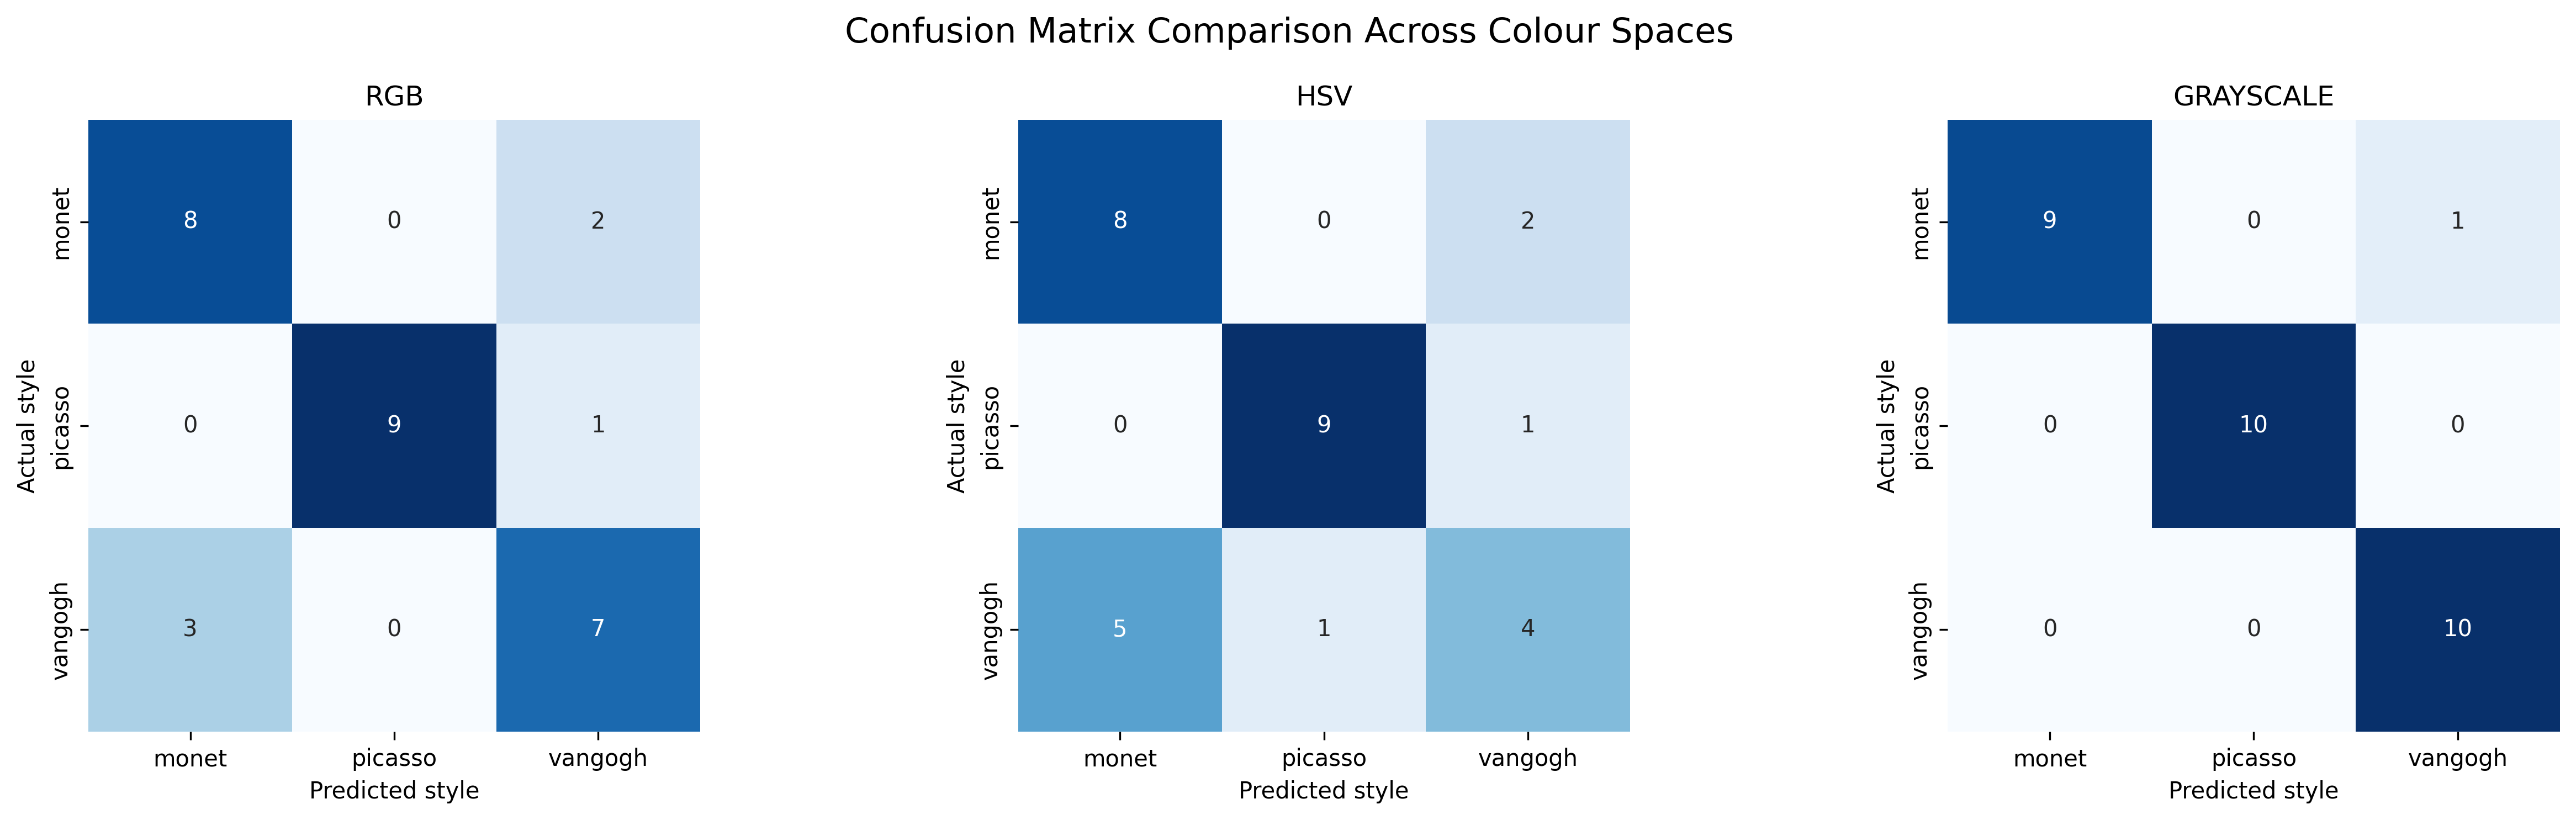 Confusion Matrix Comparison Across Colour Spaces
RGB
Actual style
monet
8 0 2
picasso
0 9 1
vangogh
3 0 7
monet picasso vangogh
Predicted style
HSV
Actual style
monet
8 0 2
picasso
0 9 1
vangogh
5 1 4
monet picasso vangogh
Predicted style
GRAYSCALE
Actual style
monet
9 0 1
picasso
0 10 0
vangogh
0 0 10
monet picasso vangogh
Predicted style